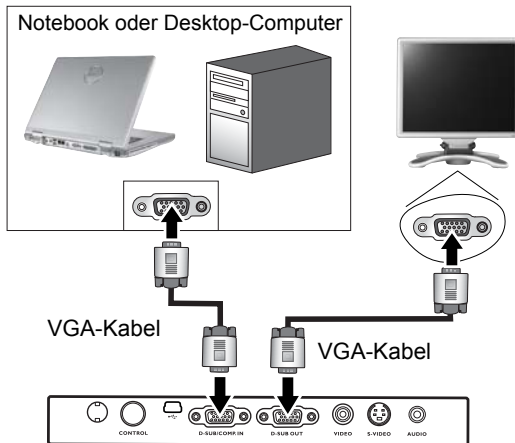 Notebook oder Desktop-Computer
VGA-Kabel
VGA-Kabel
CONTROL
D-SUB/COMP. IN
D-SUB OUT
VIDEO
S-VIDEO
AUDIO